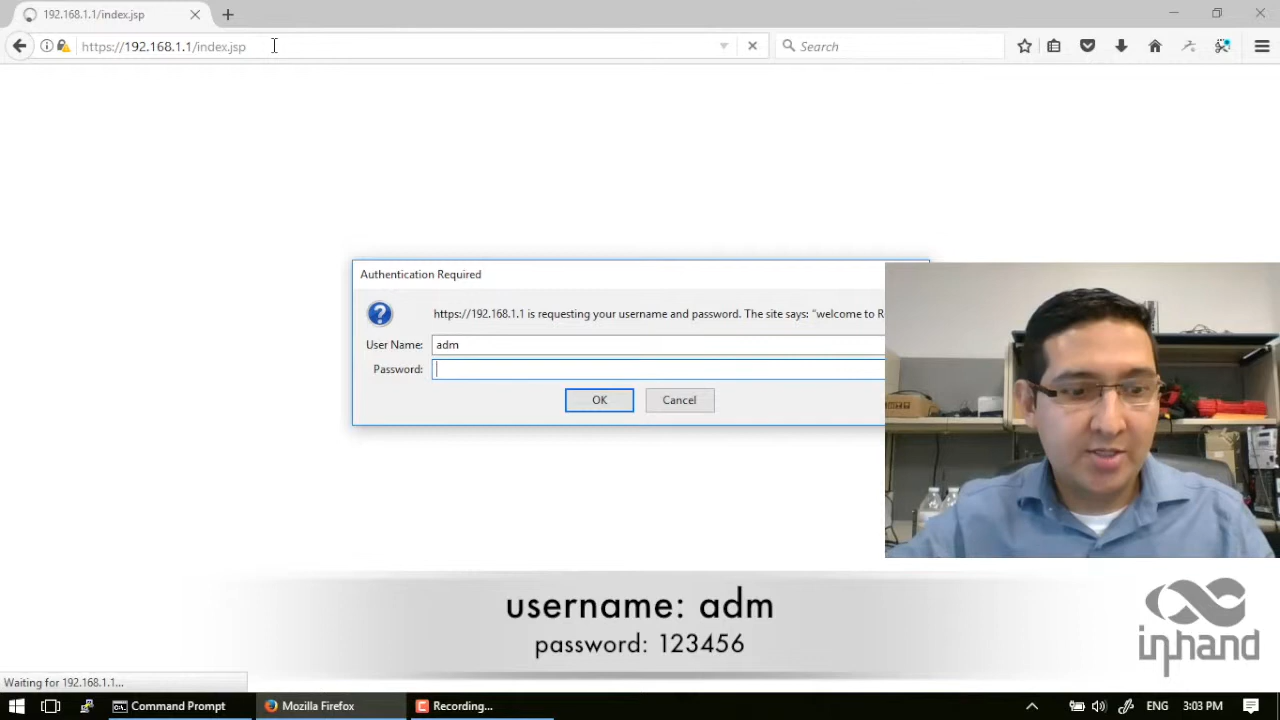 192.168.1.1/index.jsp
https://192.168.1.1/index.jsp
Search
Authentication Required
https://192.168.1.1 is requesting your username and password. The site says: "welcome to R
User Name: adm
Password:
OK
Cancel
username: adm
password: 123456
inhand
Waiting for 192.168.1.1...
Command Prompt
Mozilla Firefox
Recording...
ENG
3:03 PM